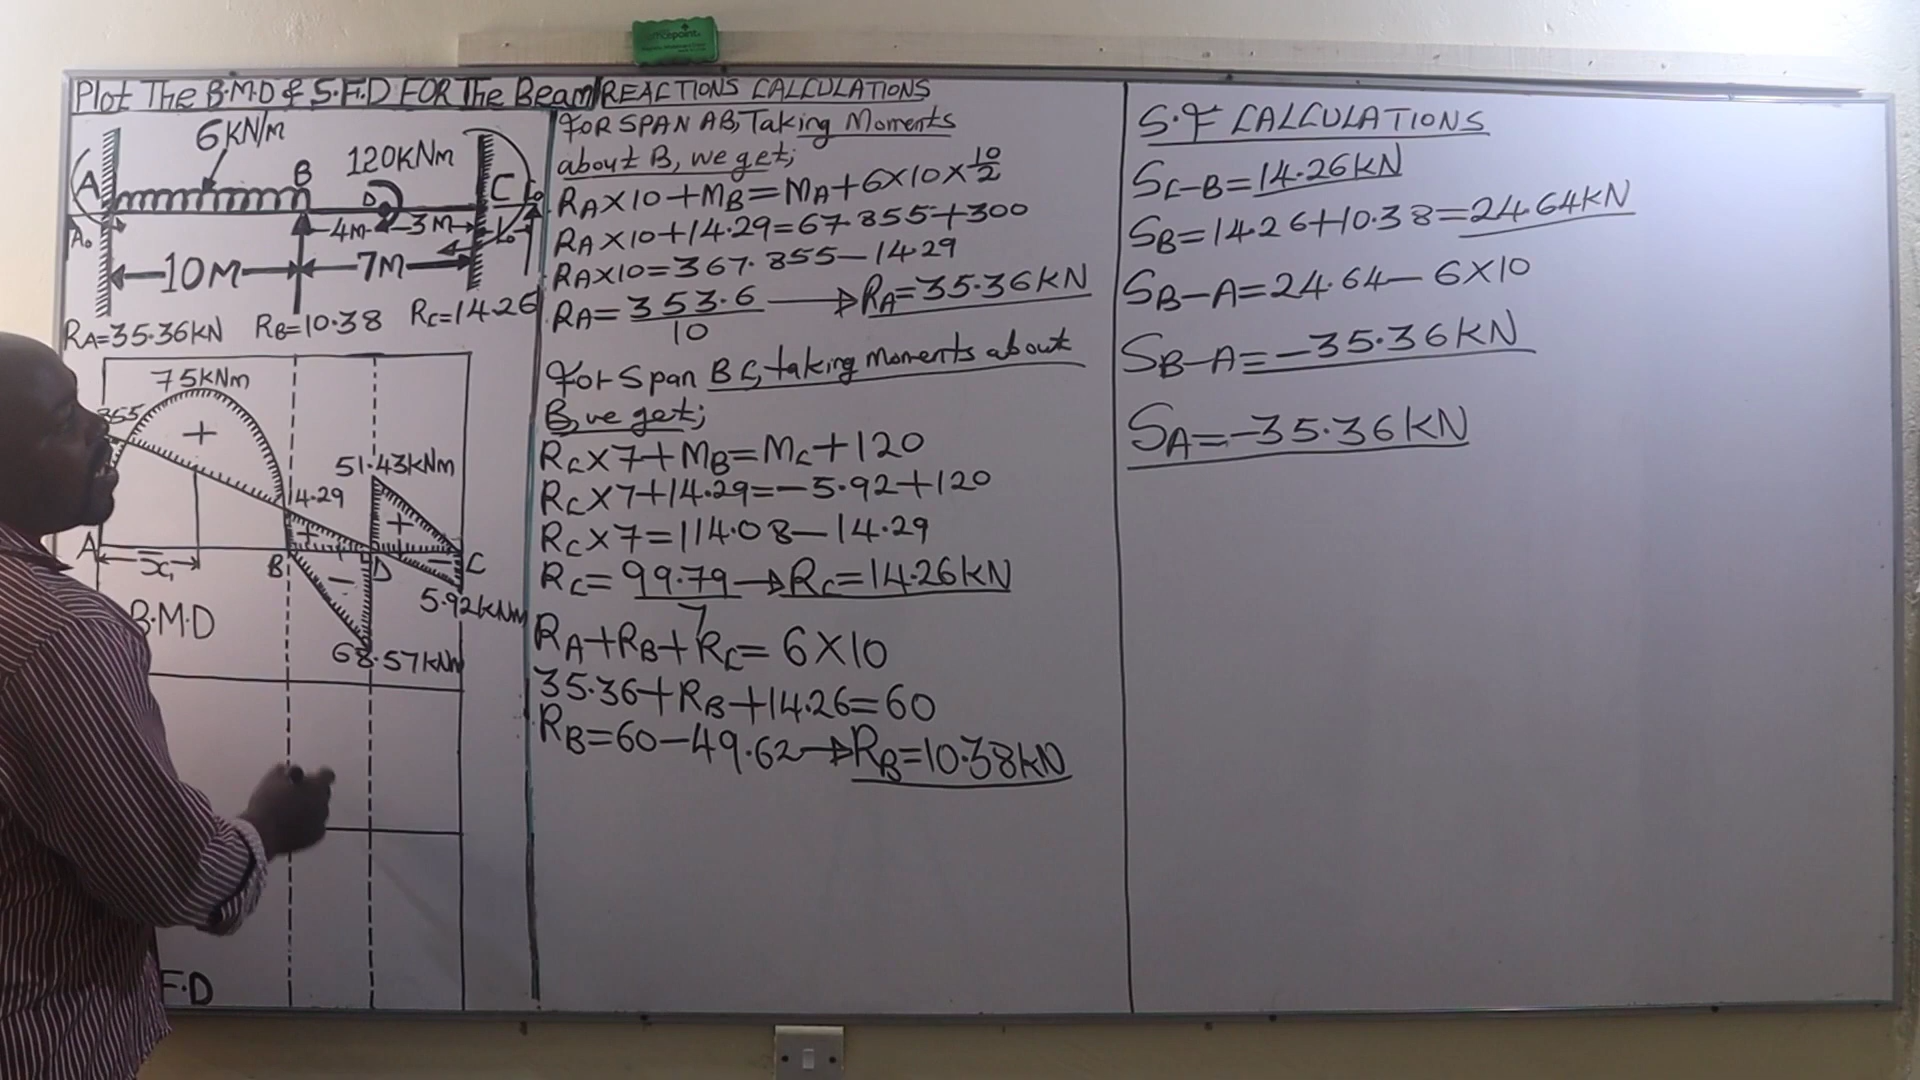 Plot The B.M.D & S.F.D FOR The Beam
6KN/m
120KNm
A
B
D
C
A₀
4M
3M
10M
7M
RA=35.36KN
RB=10.38
RC=14.26
75KNm
+
14.29
51.43KNm
+
+
A
B
D
C
5.92KNm
B.M.D
68.57KNm
F.D
REACTIONS CALCULATIONS
FOR SPAN AB, Taking Moments
about B, we get;
RA×10+MB=MA+6×10×10/2
RA×10+14.29=67.855+300
RA×10=367.855-14.29
RA=353.6/10→RA=35.36KN
For Span BC, taking moments about
B, we get;
RC×7+MB=MC+120
RC×7+14.29=-5.92+120
RC×7=114.08-14.29
RC=99.79/7→RC=14.26KN
RA+RB+RC=6×10
35.36+RB+14.26=60
RB=60-49.62→RB=10.38KN
S.F CALCULATIONS
SC-B=14.26KN
SB=14.26+10.38=24.64KN
SB-A=24.64-6×10
SB-A=-35.36KN
SA=-35.36KN